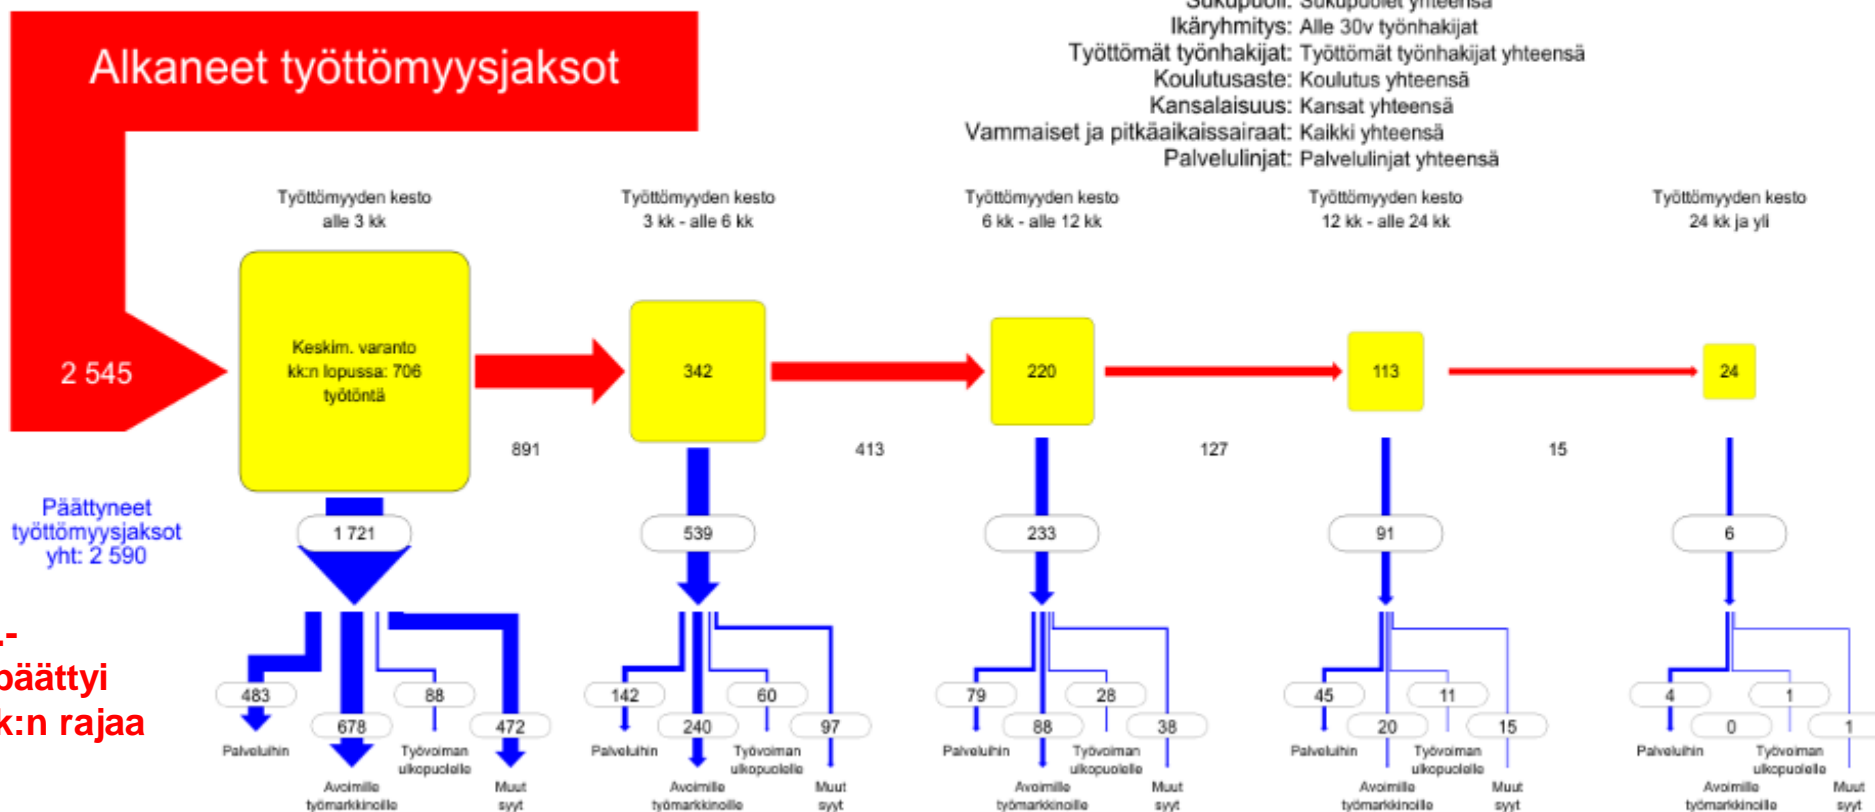 Alkaneet työttömyysjaksot
Sukupuoli: Sukupuolet yhteensä
Ikäryhmitys: Alle 30v työnhakijat
Työttömät työnhakijat: Työttömät työnhakijat yhteensä
Koulutusaste: Koulutus yhteensä
Kansalaisuus: Kansat yhteensä
Vammaiset ja pitkäaikaissairaat: Kaikki yhteensä
Palvelulinjat: Palvelulinjat yhteensä
Työttömyyden kesto
alle 3 kk
Työttömyyden kesto
3 kk - alle 6 kk
Työttömyyden kesto
6 kk - alle 12 kk
Työttömyyden kesto
12 kk - alle 24 kk
Työttömyyden kesto
24 kk ja yli
2 545
Keskim. varanto
kk:n lopussa: 706
työtöntä
342
220
113
24
891
413
127
15
Päättyneet
työttömyysjaksot
yht: 2 590
1 721
539
233
91
6
.-
päättyi
k:n rajaa
483
678
88
472
Palveluihin
Avoimille
työmarkkinoille
Työvoiman
ulkopuolelle
Muut
syyt
142
240
60
97
Palveluihin
Avoimille
työmarkkinoille
Työvoiman
ulkopuolelle
Muut
syyt
79
88
28
38
Palveluihin
Avoimille
työmarkkinoille
Työvoiman
ulkopuolelle
Muut
syyt
45
20
11
15
Palveluihin
Avoimille
työmarkkinoille
Työvoiman
ulkopuolelle
Muut
syyt
4
0
1
1
Palveluihin
Avoimille
työmarkkinoille
Työvoiman
ulkopuolelle
Muut
syyt